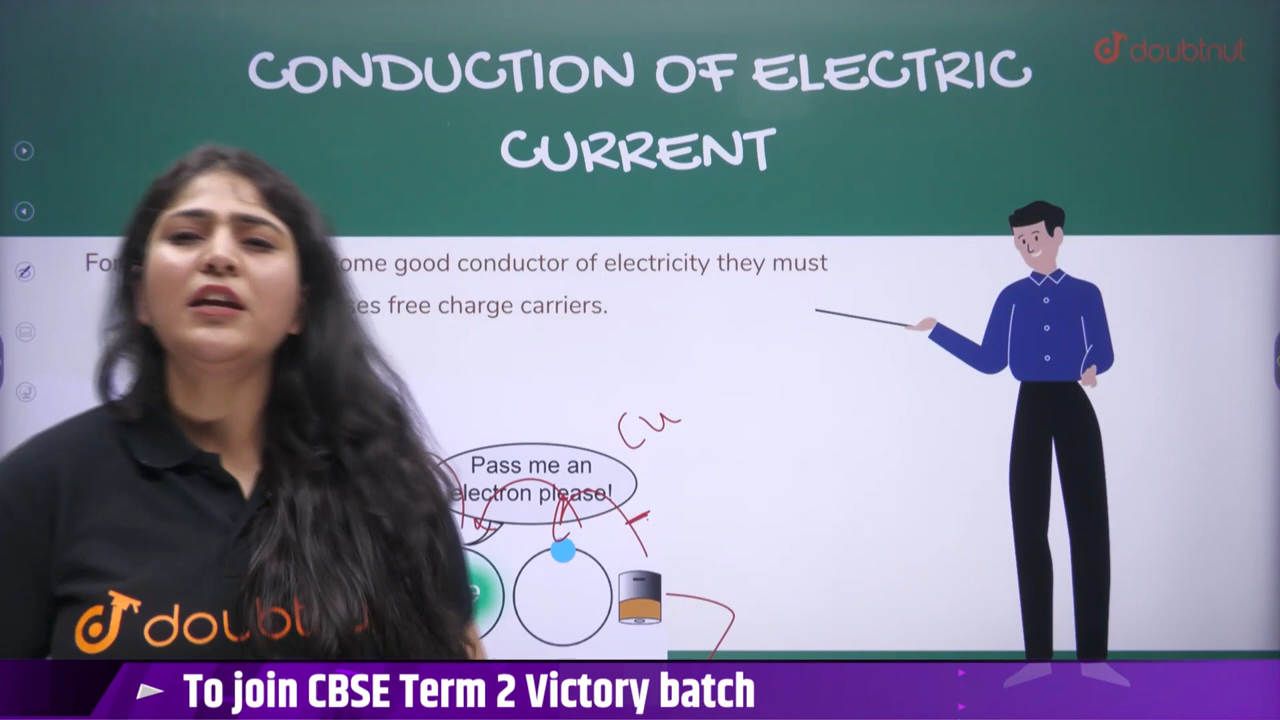 CONDUCTION OF ELECTRIC
CURRENT
doubtnut
For
ome good conductor of electricity they must
ses free charge carriers.
Cu
Pass me an
electron please!
e
doubtnu
To join CBSE Term 2 Victory batch